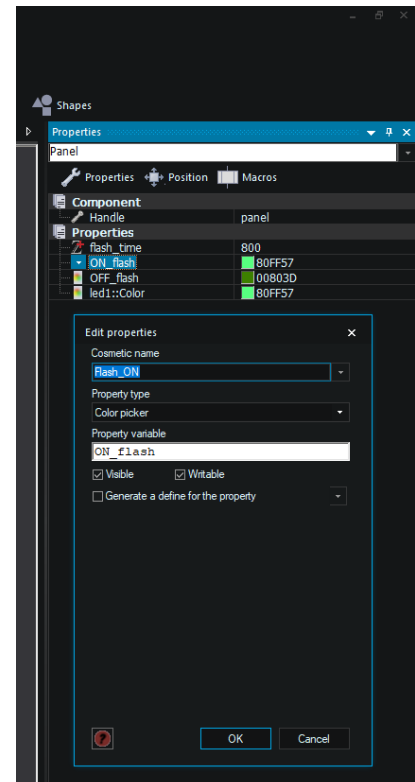 Shapes
Properties
Panel
Properties Position Macros
Component
Handle panel
Properties
flash_time 800
ON_flash 80FF57
OFF_flash 00803D
led1::Color 80FF57
Edit properties
Cosmetic name
Flash_ON
Property type
Color picker
Property variable
ON_flash
Visible Writable
Generate a define for the property
OK Cancel